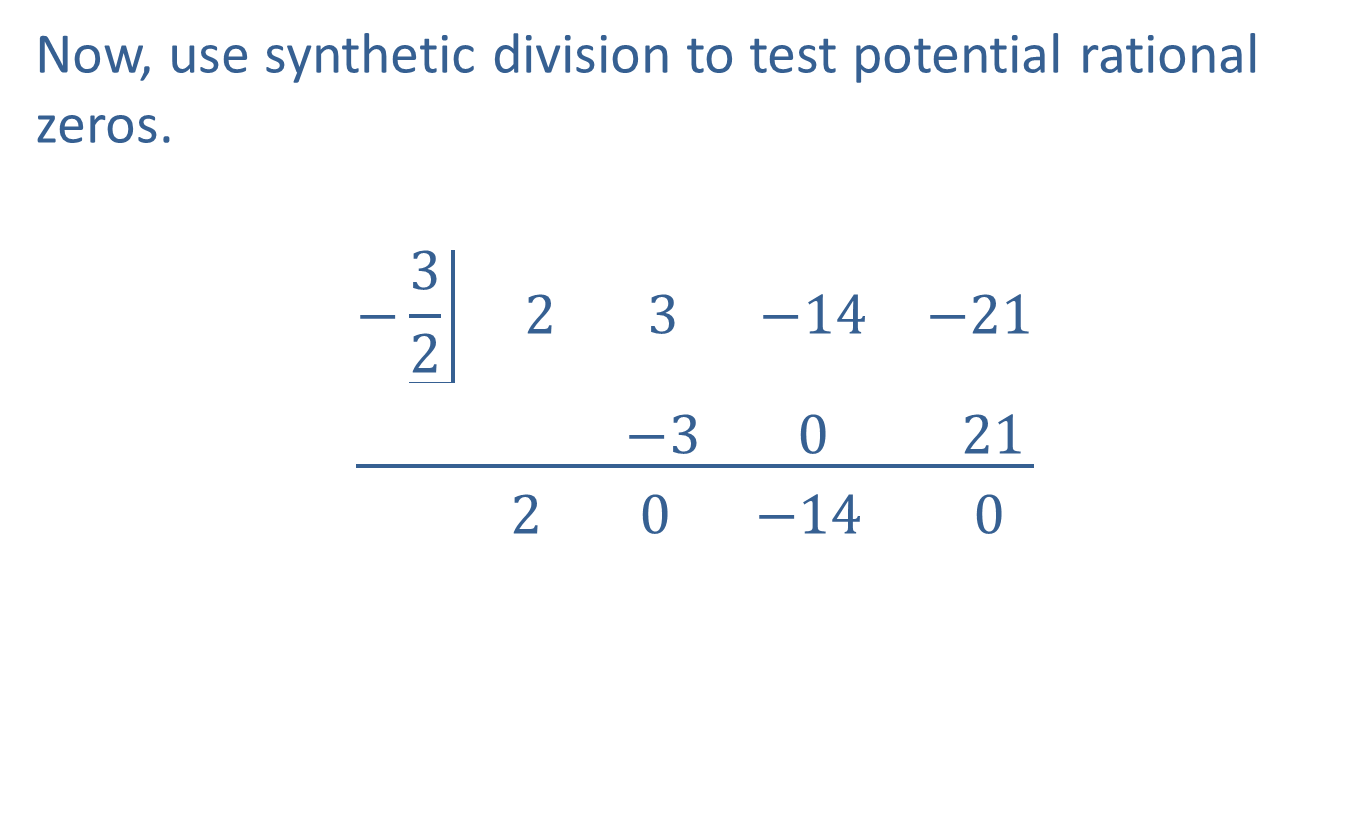 Now, use synthetic division to test potential rational
zeros.
3
− 2 3 −14 −21
2
−3 0 21
2 0 −14 0